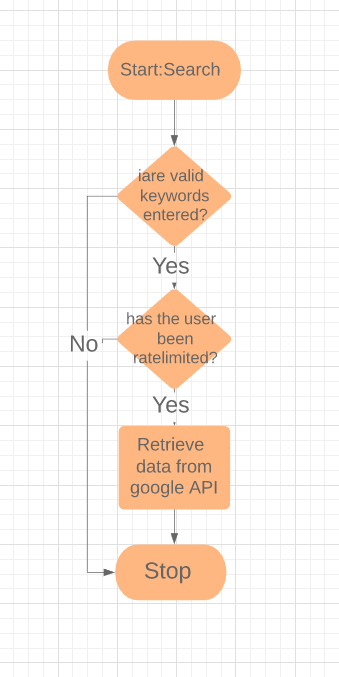 Start:Search
iare valid
keywords
entered?
Yes
has the user
been
ratelimited?
No
Yes
Retrieve
data from
google API
Stop